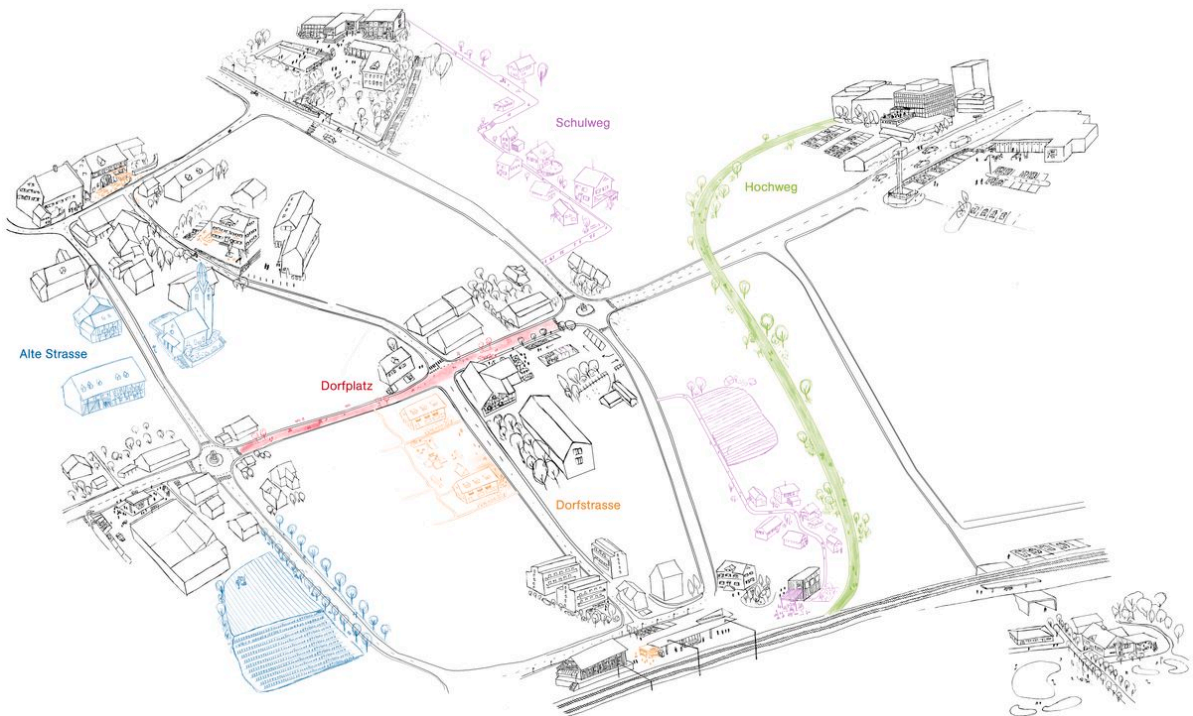 Schulweg
Hochweg
Alte Strasse
Dorfplatz
Dorfstrasse